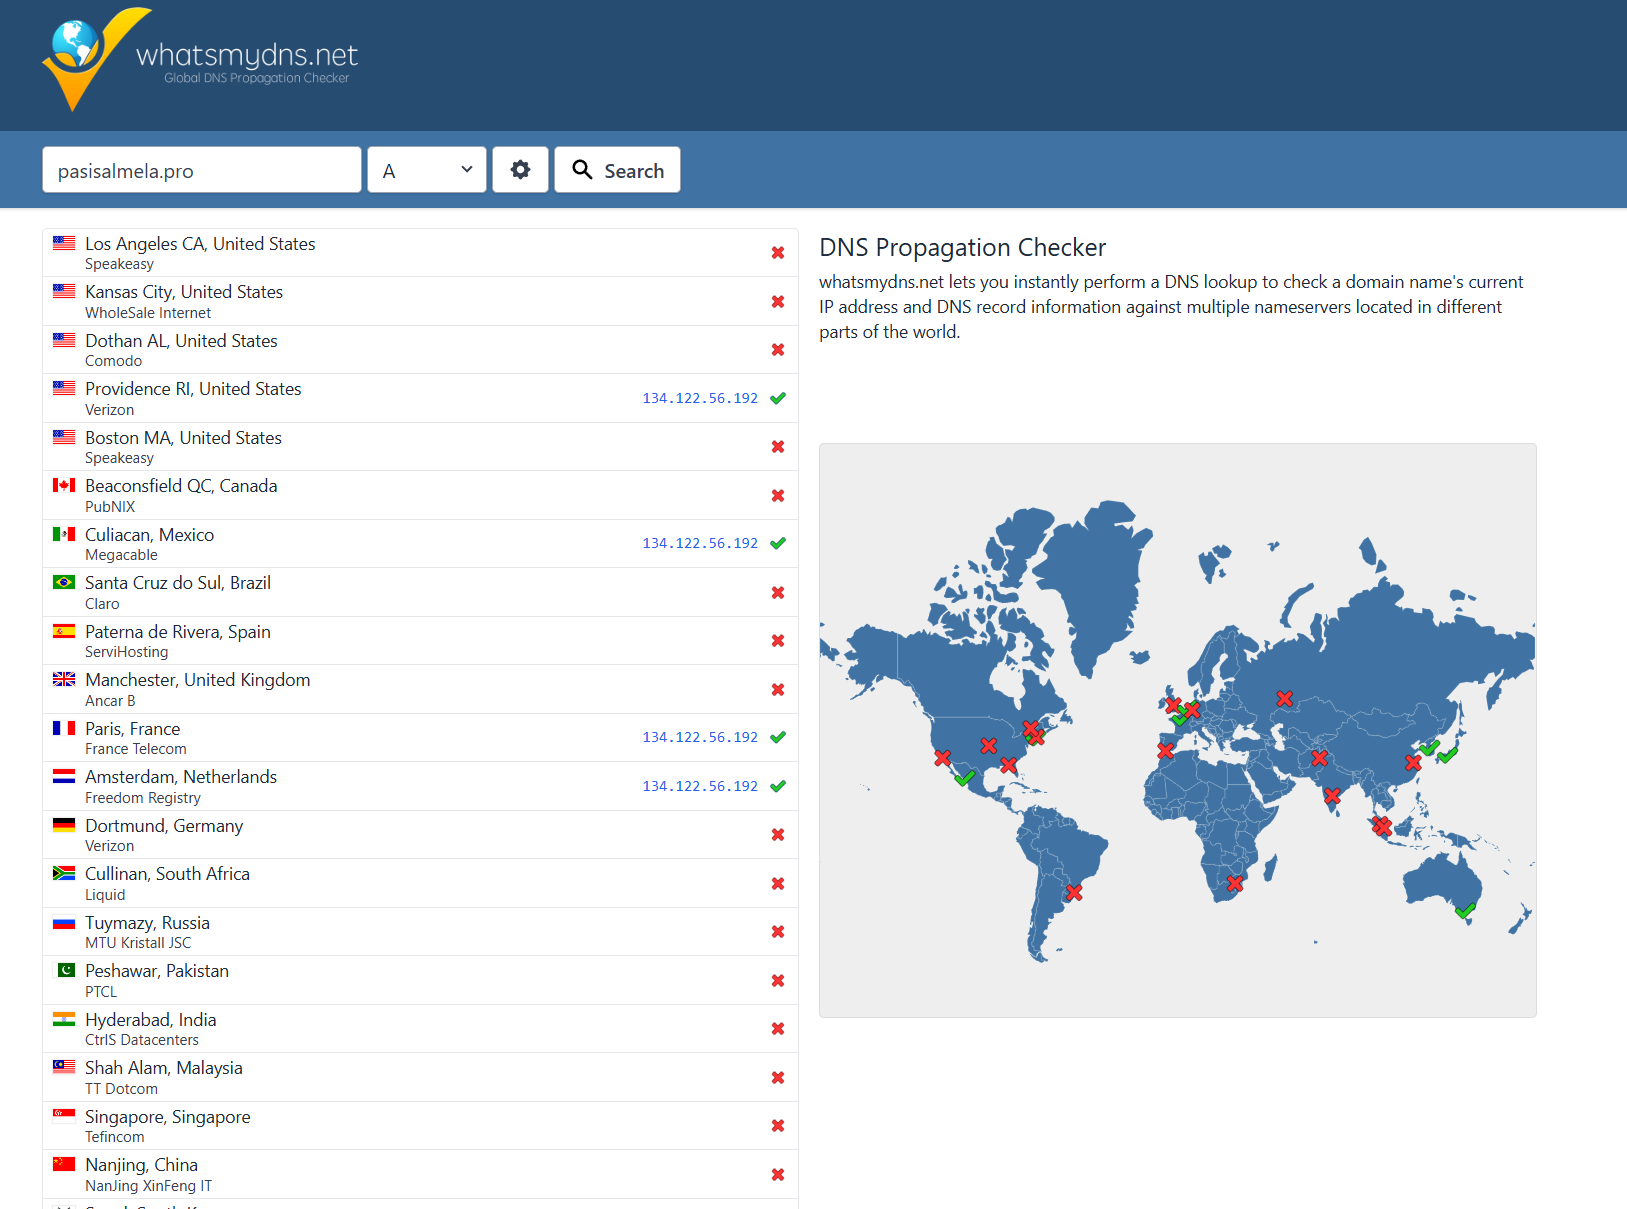 whatsmydns.net
Global DNS Propagation Checker
pasisalmela.pro
A
Search
Los Angeles CA, United States
Speakeasy
Kansas City, United States
WholeSale Internet
Dothan AL, United States
Comodo
Providence RI, United States
Verizon
134.122.56.192
Boston MA, United States
Speakeasy
Beaconsfield QC, Canada
PubNIX
Culiacan, Mexico
Megacable
134.122.56.192
Santa Cruz do Sul, Brazil
Claro
Paterna de Rivera, Spain
ServiHosting
Manchester, United Kingdom
Ancar B
Paris, France
France Telecom
134.122.56.192
Amsterdam, Netherlands
Freedom Registry
134.122.56.192
Dortmund, Germany
Verizon
Cullinan, South Africa
Liquid
Tuymazy, Russia
MTU Kristall JSC
Peshawar, Pakistan
PTCL
Hyderabad, India
CtrlS Datacenters
Shah Alam, Malaysia
TT Dotcom
Singapore, Singapore
Tefincom
Nanjing, China
NanJing XinFeng IT
DNS Propagation Checker
whatsmydns.net lets you instantly perform a DNS lookup to check a domain name's current
IP address and DNS record information against multiple nameservers located in different
parts of the world.